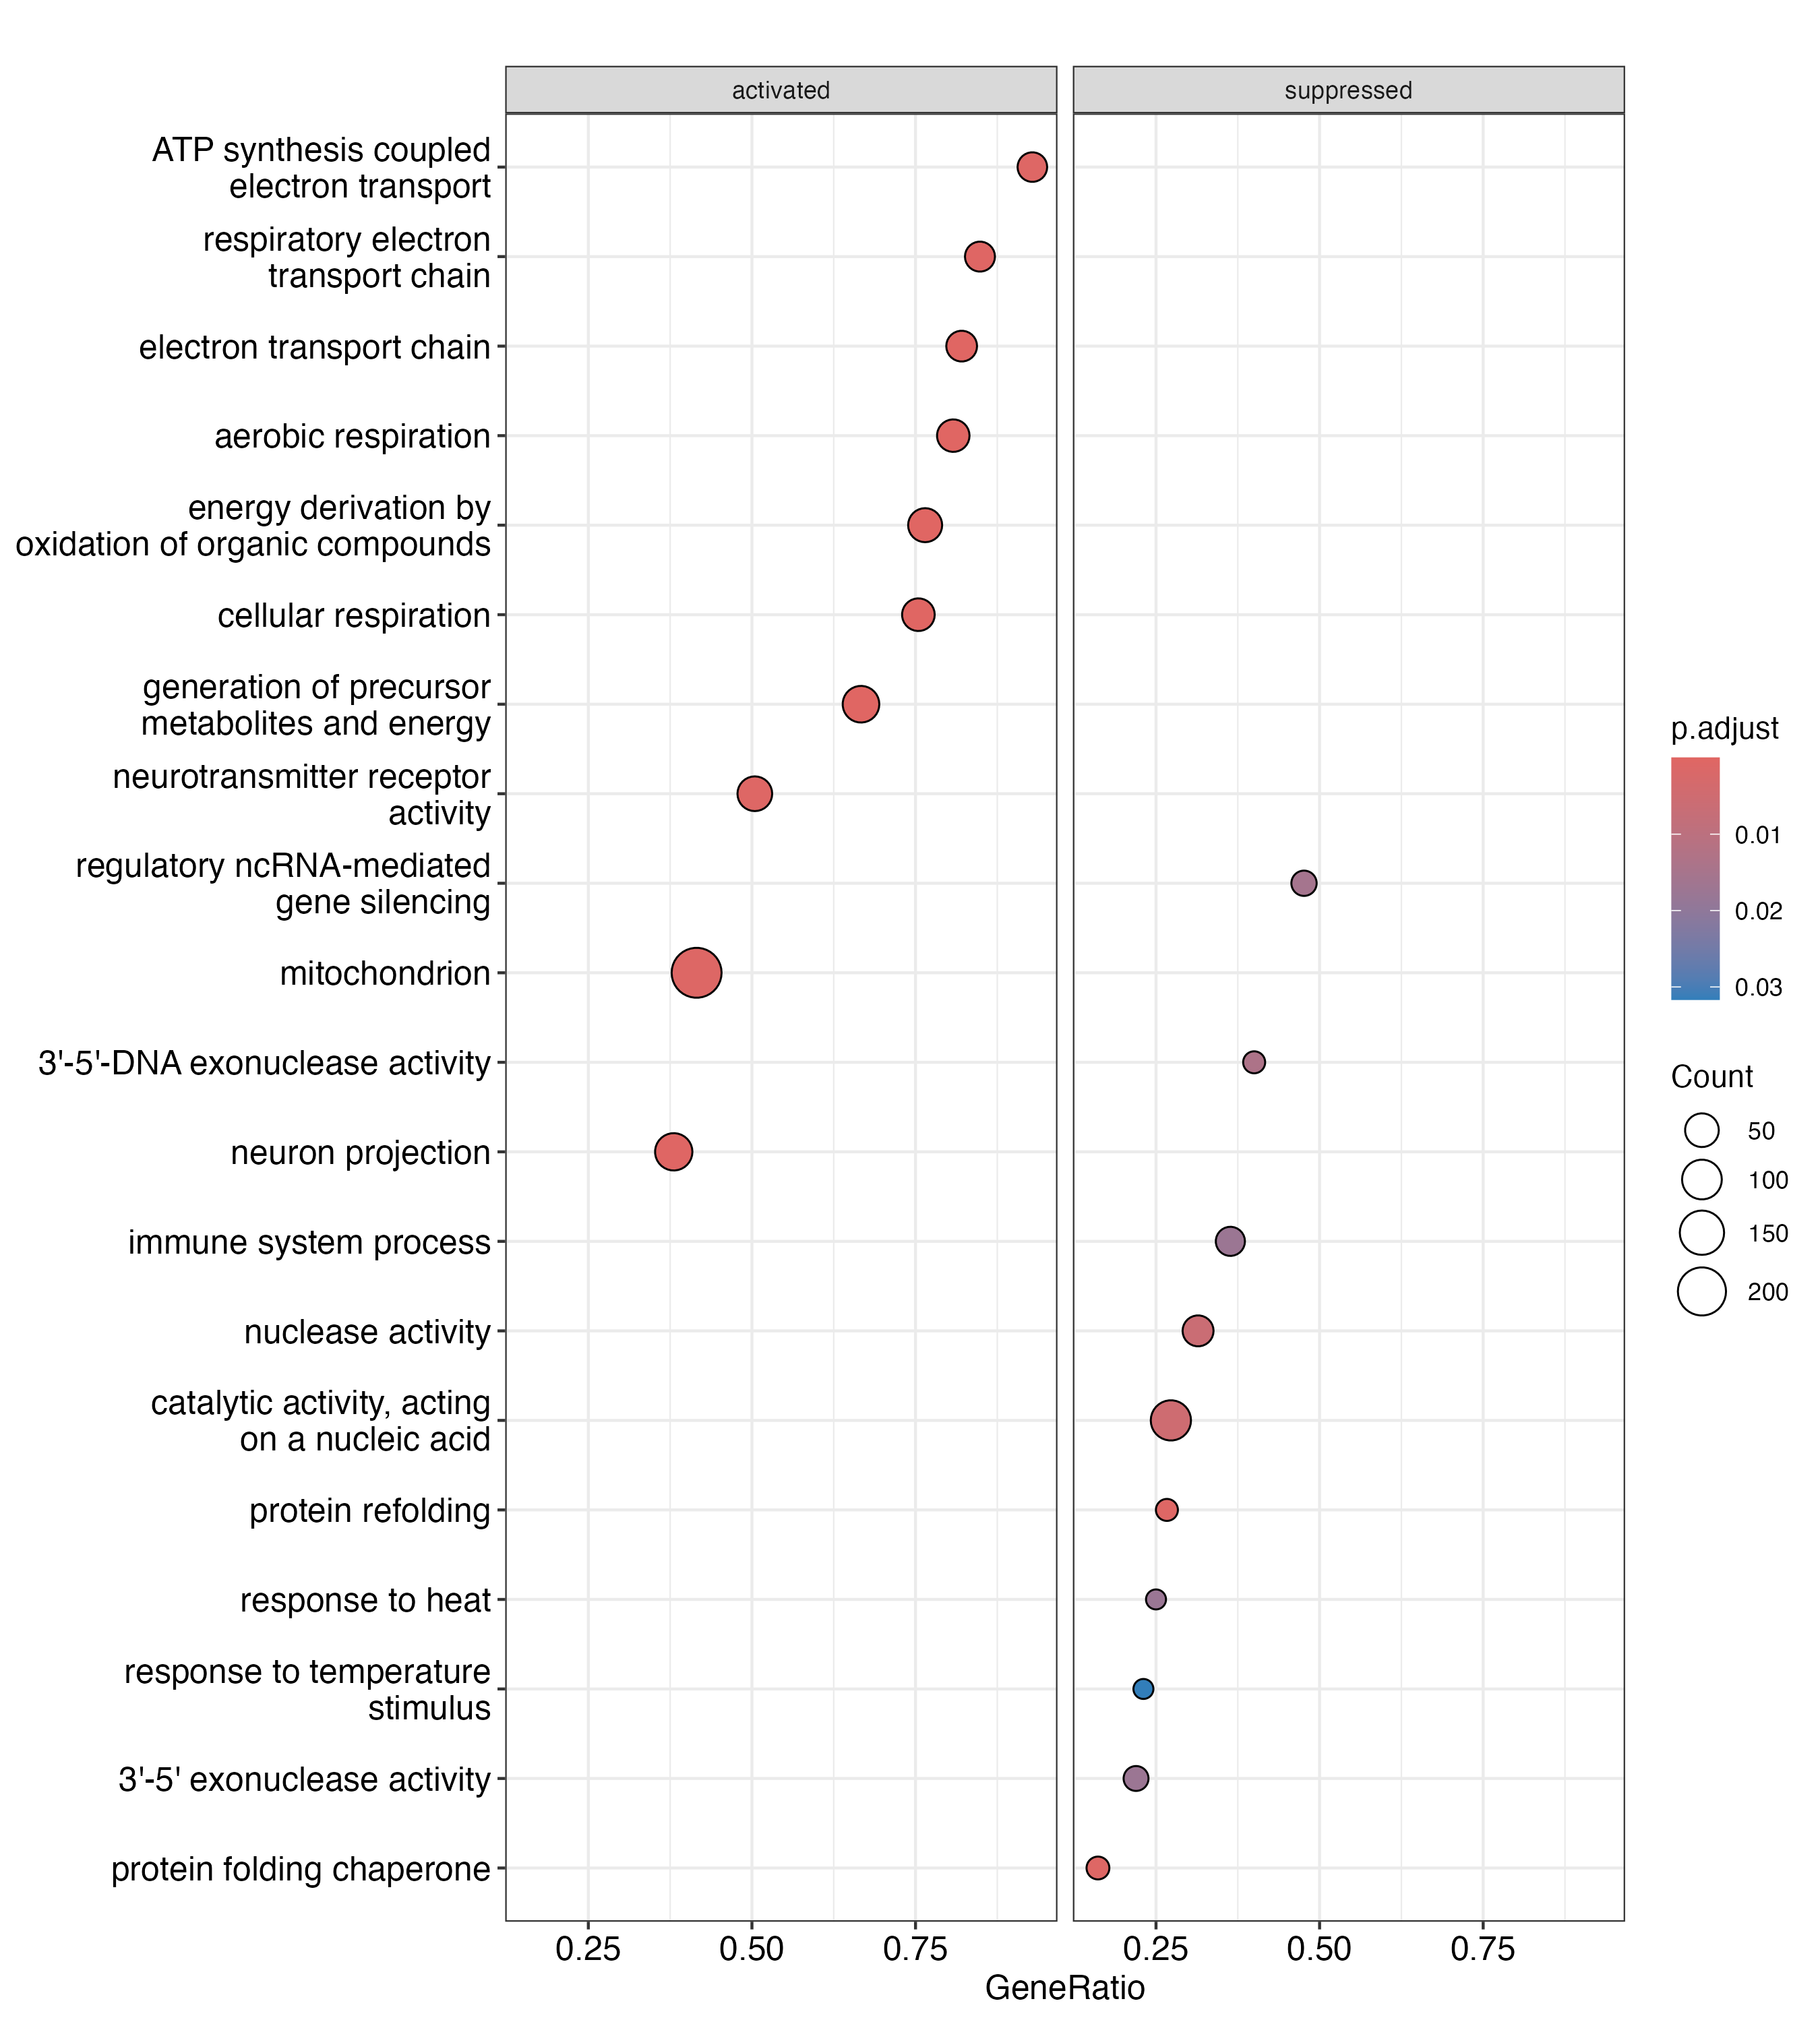 activated
suppressed
ATP synthesis coupled
electron transport
respiratory electron
transport chain
electron transport chain
aerobic respiration
energy derivation by
oxidation of organic compounds
cellular respiration
generation of precursor
metabolites and energy
neurotransmitter receptor
activity
regulatory ncRNA-mediated
gene silencing
mitochondrion
3'-5'-DNA exonuclease activity
neuron projection
immune system process
nuclease activity
catalytic activity, acting
on a nucleic acid
protein refolding
response to heat
response to temperature
stimulus
3'-5' exonuclease activity
protein folding chaperone
0.25 0.50 0.75
0.25 0.50 0.75
GeneRatio
p.adjust
0.01
0.02
0.03
Count
50
100
150
200